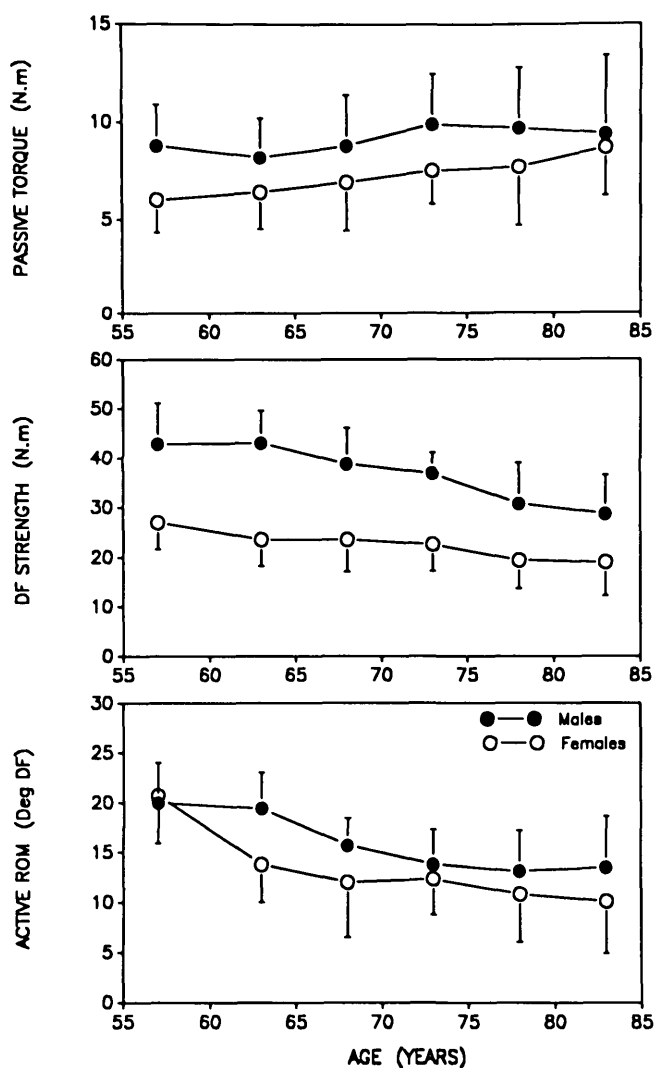 PASSIVE TORQUE (N.m)
15
10
5
0
55 60 65 70 75 80 85
DF STRENGTH (N.m)
60
50
40
30
20
10
0
55 60 65 70 75 80 85
ACTIVE ROM (Deg DF)
30
25
20
15
10
5
0
Males
Females
55 60 65 70 75 80 85
AGE (YEARS)